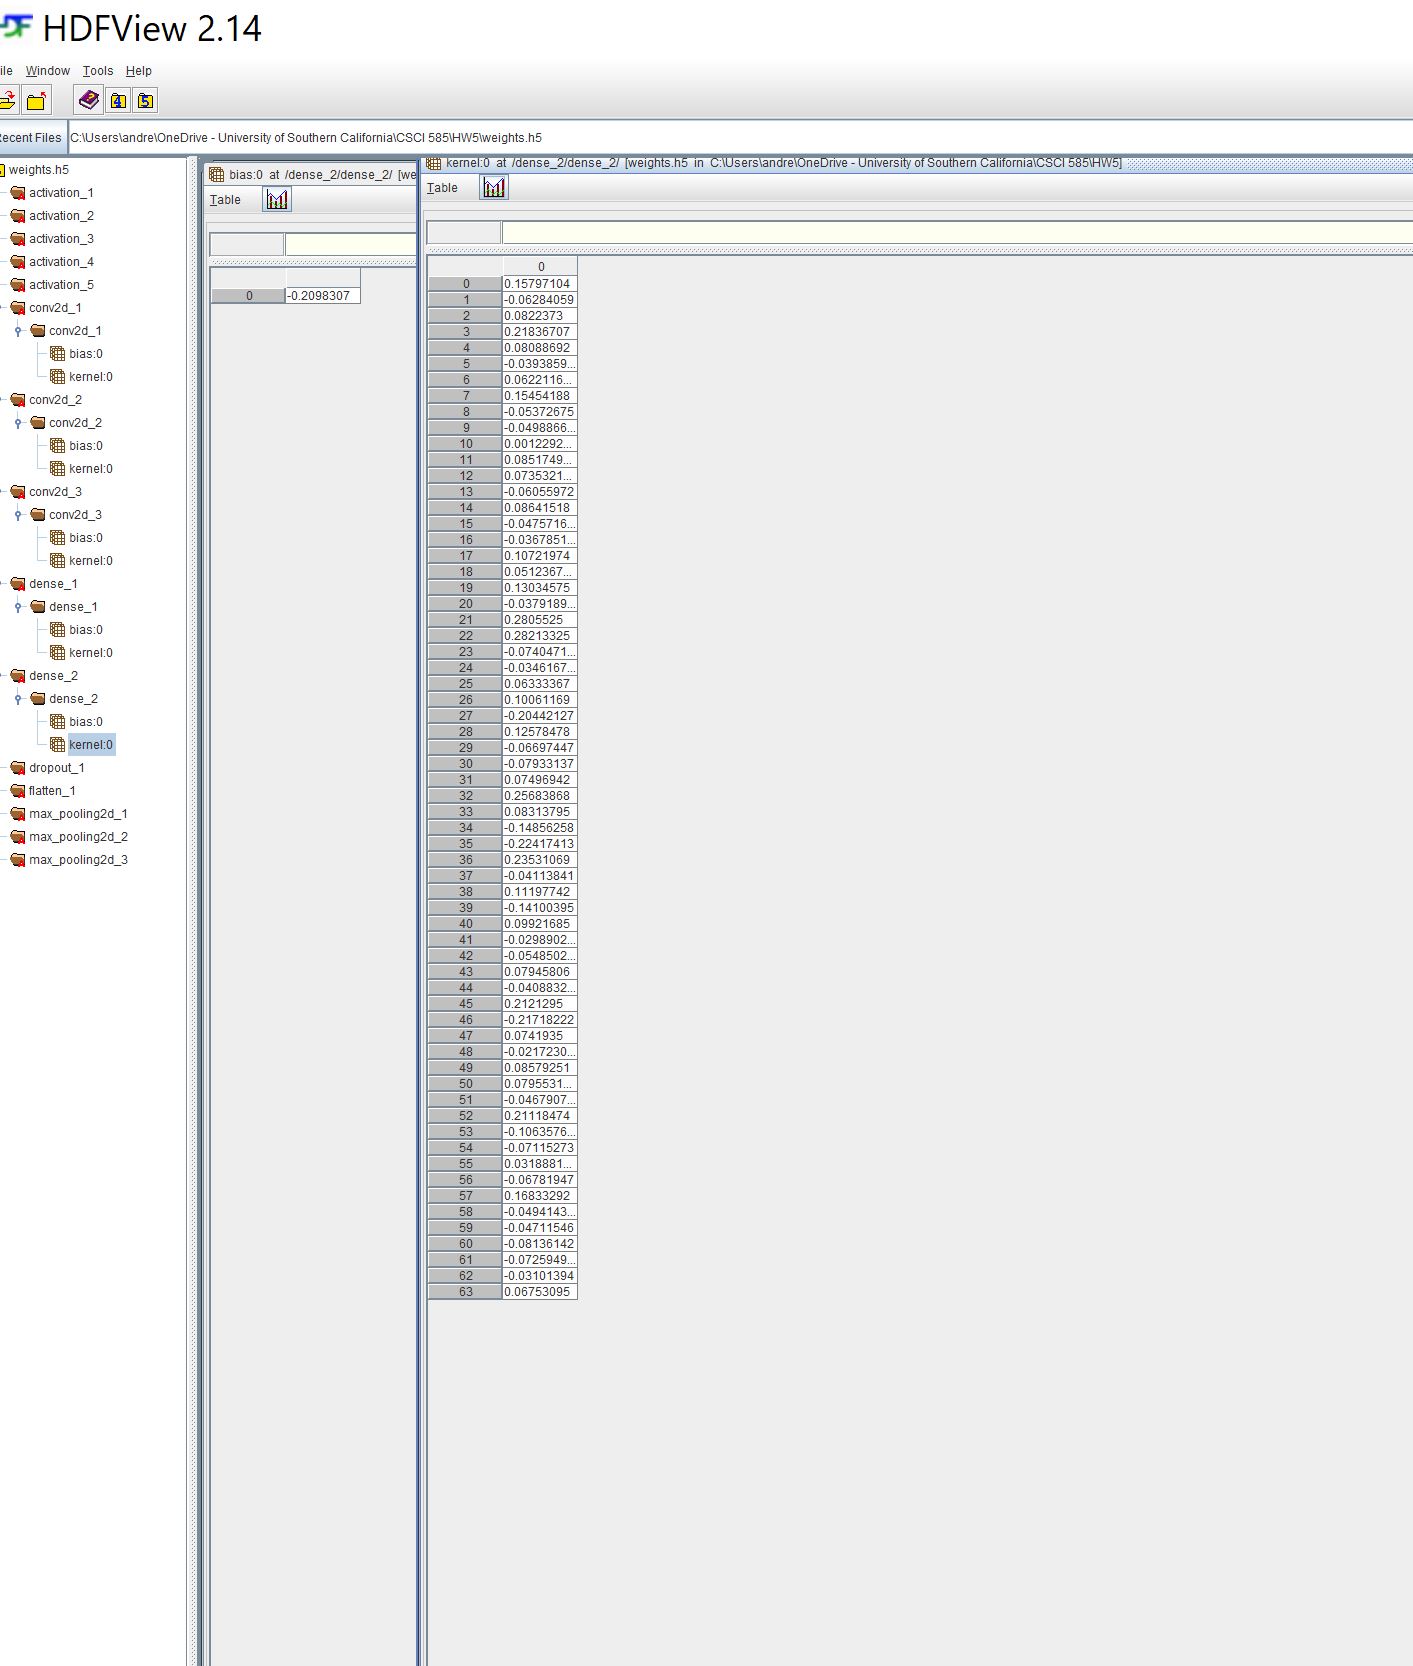 HDFView 2.14
ile Window Tools Help
4 5
ecent Files C:\Users\andre\OneDrive - University of Southern California\CSCI 585\HW5\weights.h5
weights.h5
activation_1
activation_2
activation_3
activation_4
activation_5
conv2d_1
conv2d_1
bias:0
kernel:0
conv2d_2
conv2d_2
bias:0
kernel:0
conv2d_3
conv2d_3
bias:0
kernel:0
dense_1
dense_1
bias:0
kernel:0
dense_2
dense_2
bias:0
kernel:0
dropout_1
flatten_1
max_pooling2d_1
max_pooling2d_2
max_pooling2d_3
bias:0 at /dense_2/dense_2/ [we
Table
0 -0.2098307
kernel:0 at /dense_2/dense_2/ [weights.h5 in C:\Users\andre\OneDrive - University of Southern California\CSCI 585\HW5]
Table
0
0 0.15797104
1 -0.06284059
2 0.0822373
3 0.21836707
4 0.08088692
5 -0.0393859...
6 0.0622116...
7 0.15454188
8 -0.05372675
9 -0.0498866...
10 0.0012292...
11 0.0851749...
12 0.0735321...
13 -0.06055972
14 0.08641518
15 -0.0475716...
16 -0.0367851...
17 0.10721974
18 0.0512367...
19 0.13034575
20 -0.0379189...
21 0.2805525
22 0.28213325
23 -0.0740471...
24 -0.0346167...
25 0.06333367
26 0.10061169
27 -0.20442127
28 0.12578478
29 -0.06697447
30 -0.07933137
31 0.07496942
32 0.25683868
33 0.08313795
34 -0.14856258
35 -0.22417413
36 0.23531069
37 -0.04113841
38 0.11197742
39 -0.14100395
40 0.09921685
41 -0.0298902...
42 -0.0548502...
43 0.07945806
44 -0.0408832...
45 0.2121295
46 -0.21718222
47 0.0741935
48 -0.0217230...
49 0.08579251
50 0.0795531...
51 -0.0467907...
52 0.21118474
53 -0.1063576...
54 -0.07115273
55 0.0318881...
56 -0.06781947
57 0.16833292
58 -0.0494143...
59 -0.04711546
60 -0.08136142
61 -0.0725949...
62 -0.03101394
63 0.06753095